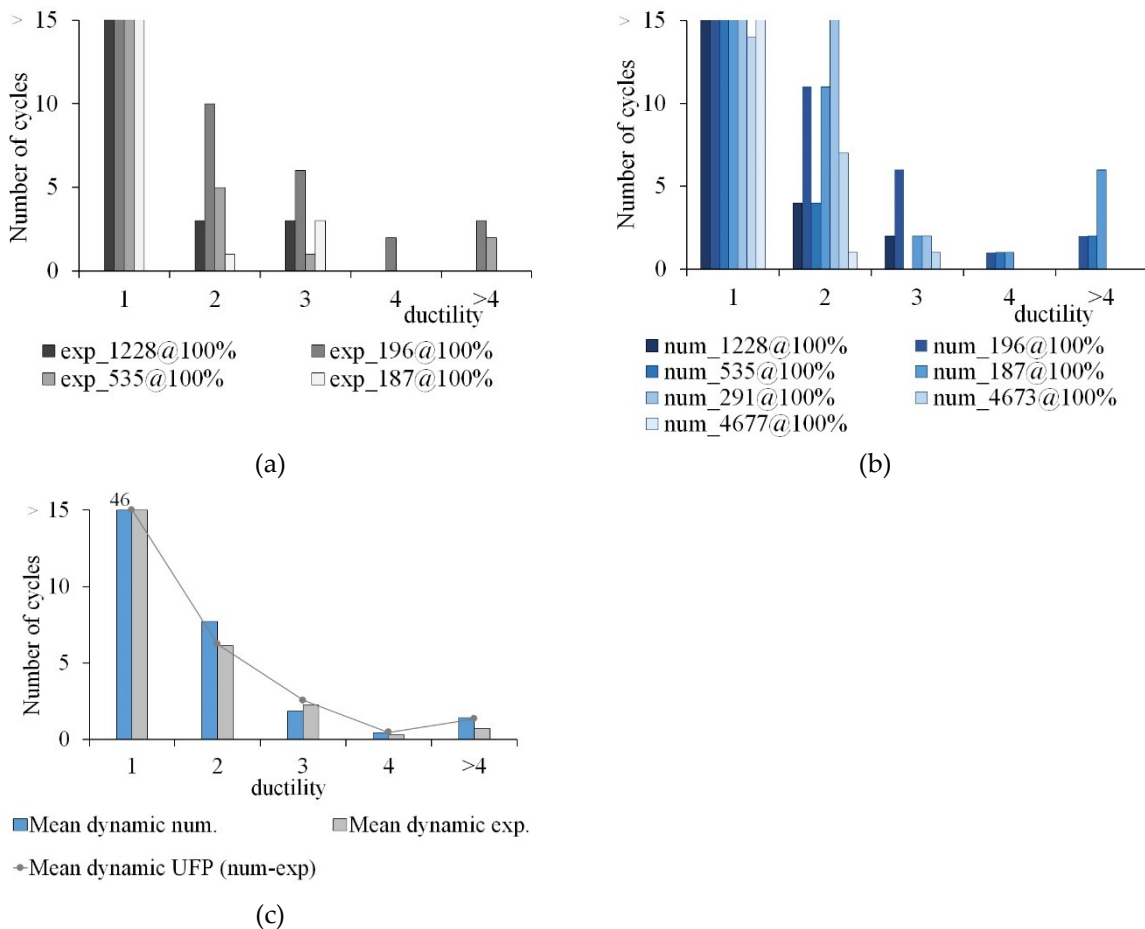 > 15
10
5
0
Number of cycles
1 2 3 4 >4
ductility
exp_1228@100% exp_196@100%
exp_535@100% exp_187@100%
(a)
> 15
10
5
0
Number of cycles
1 2 3 4 >4
ductility
num_1228@100% num_196@100%
num_535@100% num_187@100%
num_291@100% num_4673@100%
num_4677@100%
(b)
46
> 15
10
5
0
Number of cycles
1 2 3 4 >4
ductility
Mean dynamic num. Mean dynamic exp.
Mean dynamic UFP (num-exp)
(c)